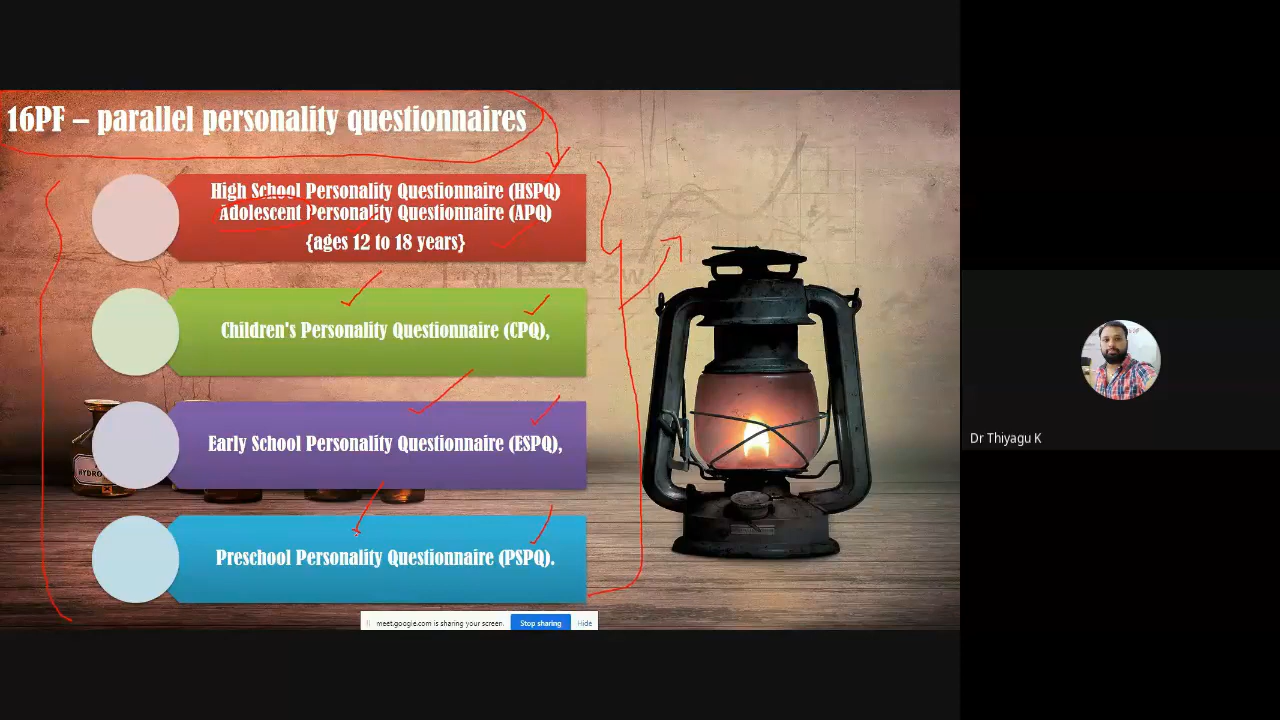 16PF – parallel personality questionnaires
High School Personality Questionnaire (HSPQ)
Adolescent Personality Questionnaire (APQ)
{ages 12 to 18 years}
Children's Personality Questionnaire (CPQ),
Early School Personality Questionnaire (ESPQ),
Preschool Personality Questionnaire (PSPQ).
HYDRO
meet.google.com is sharing your screen.
Stop sharing
Hide
Dr Thiyagu K